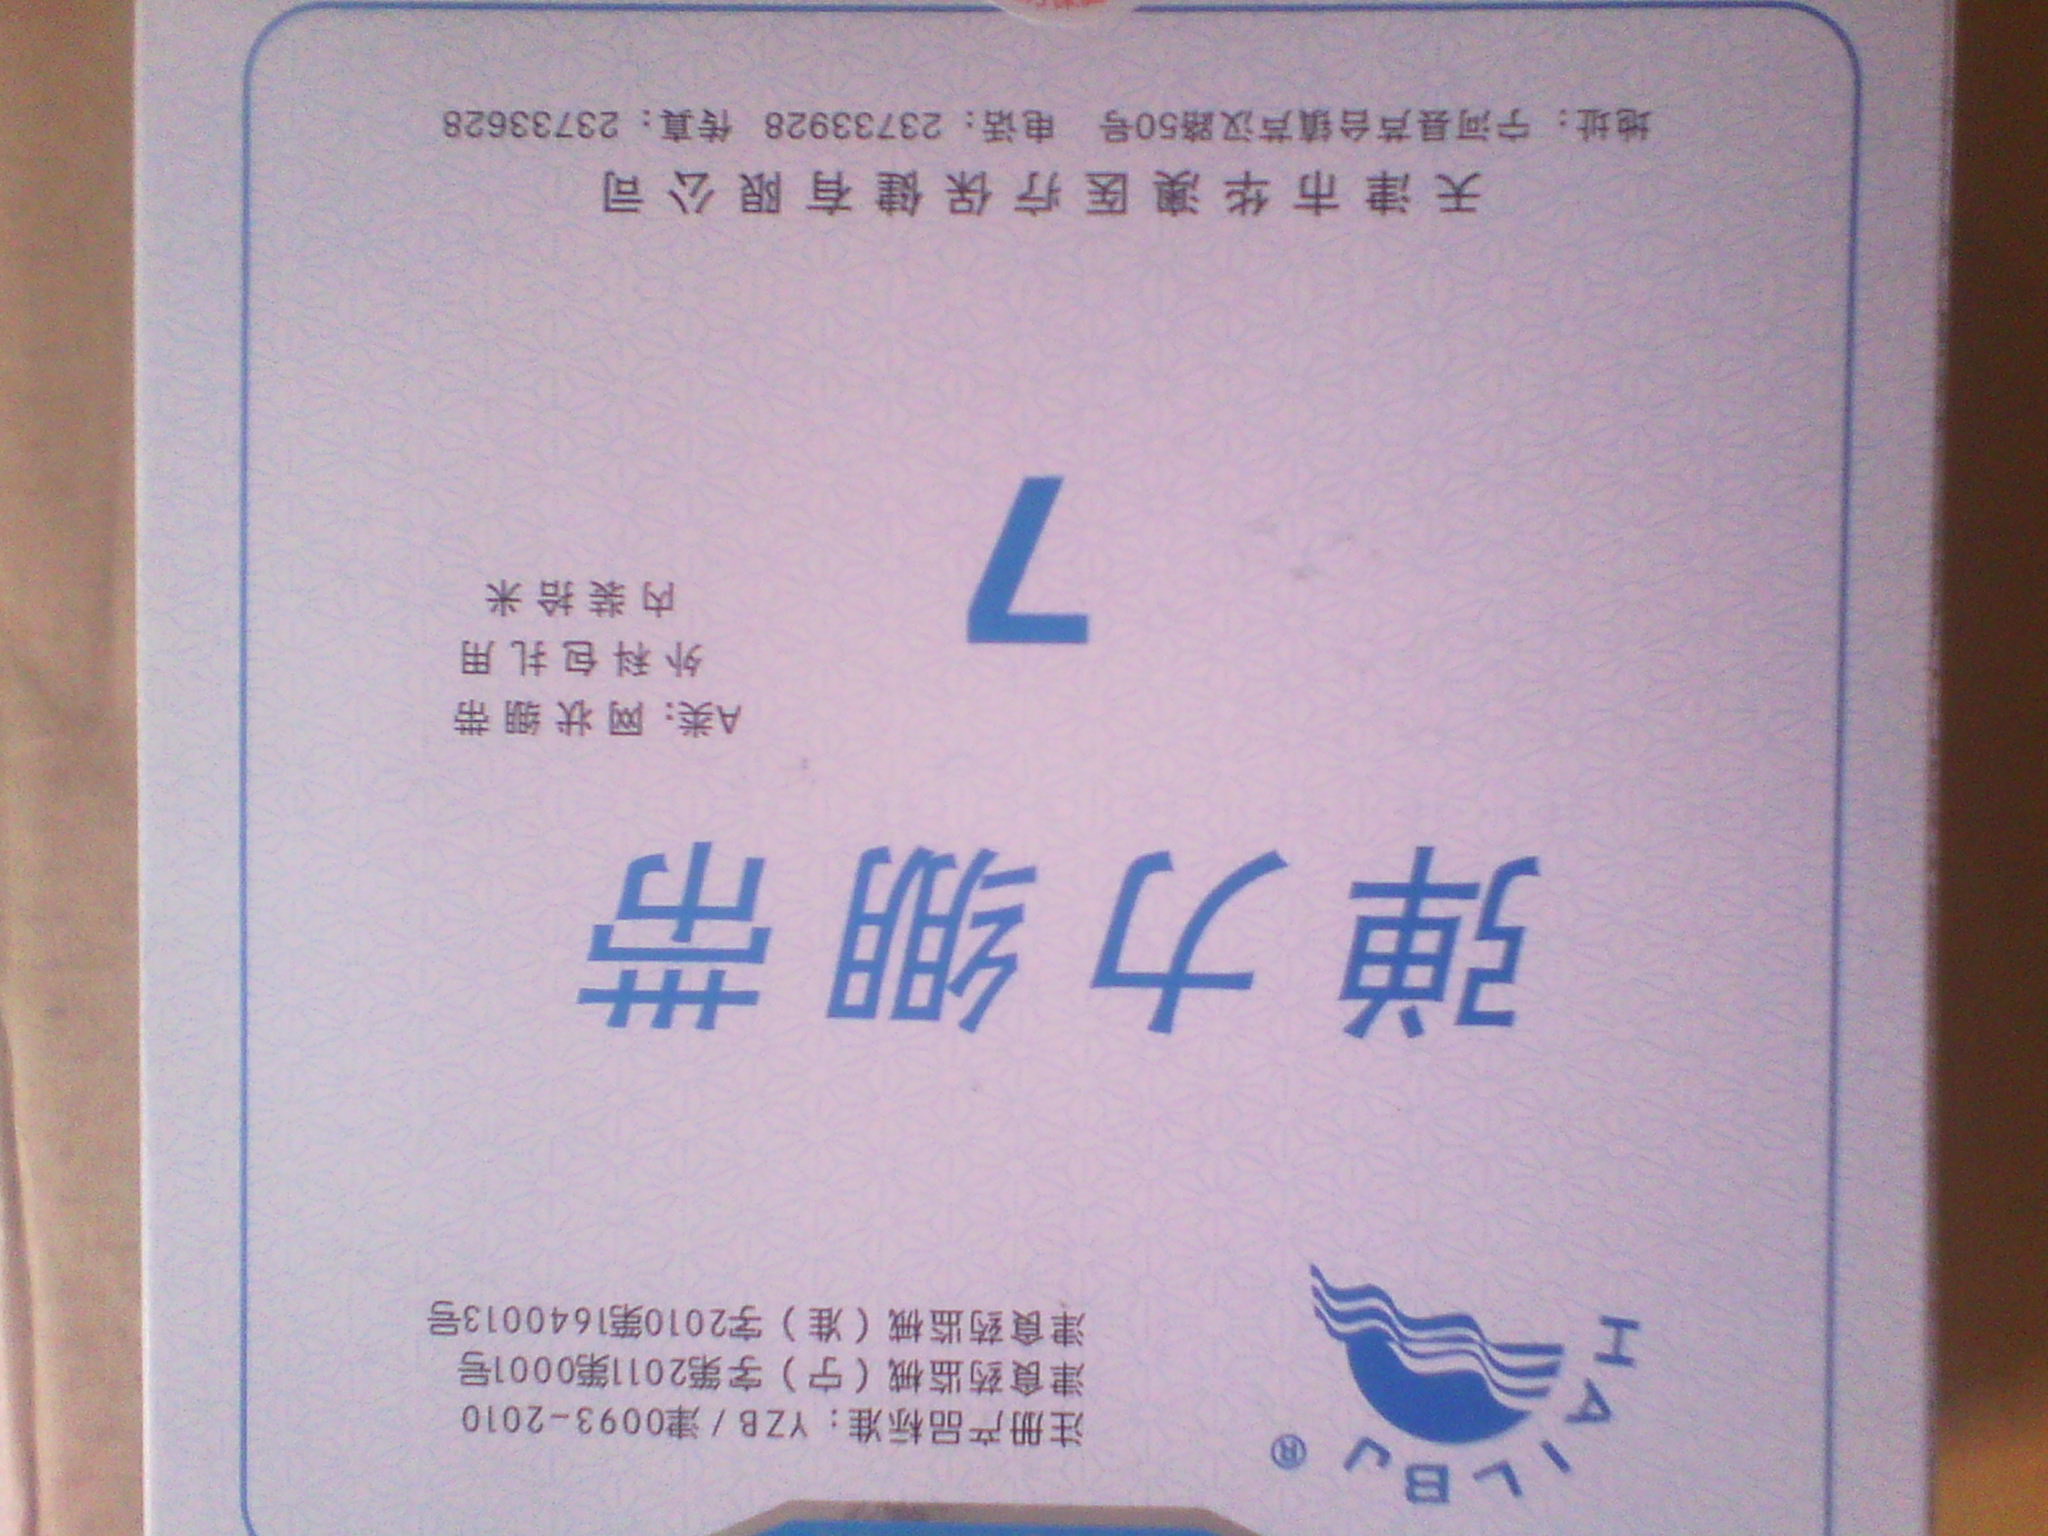 HAILBJ®
注册产品标准：YZB/津0093-2010
津食药监械（宁）字第2011第0001号
津食药监械（准）字2010第1640013号
弹力绷带
A类：网状绷带
外科包扎用
内装拾米
7
天津市华澳医疗保健有限公司
地址：宁河县芦台镇芦汉路50号 电话：23733928 传真：23733628